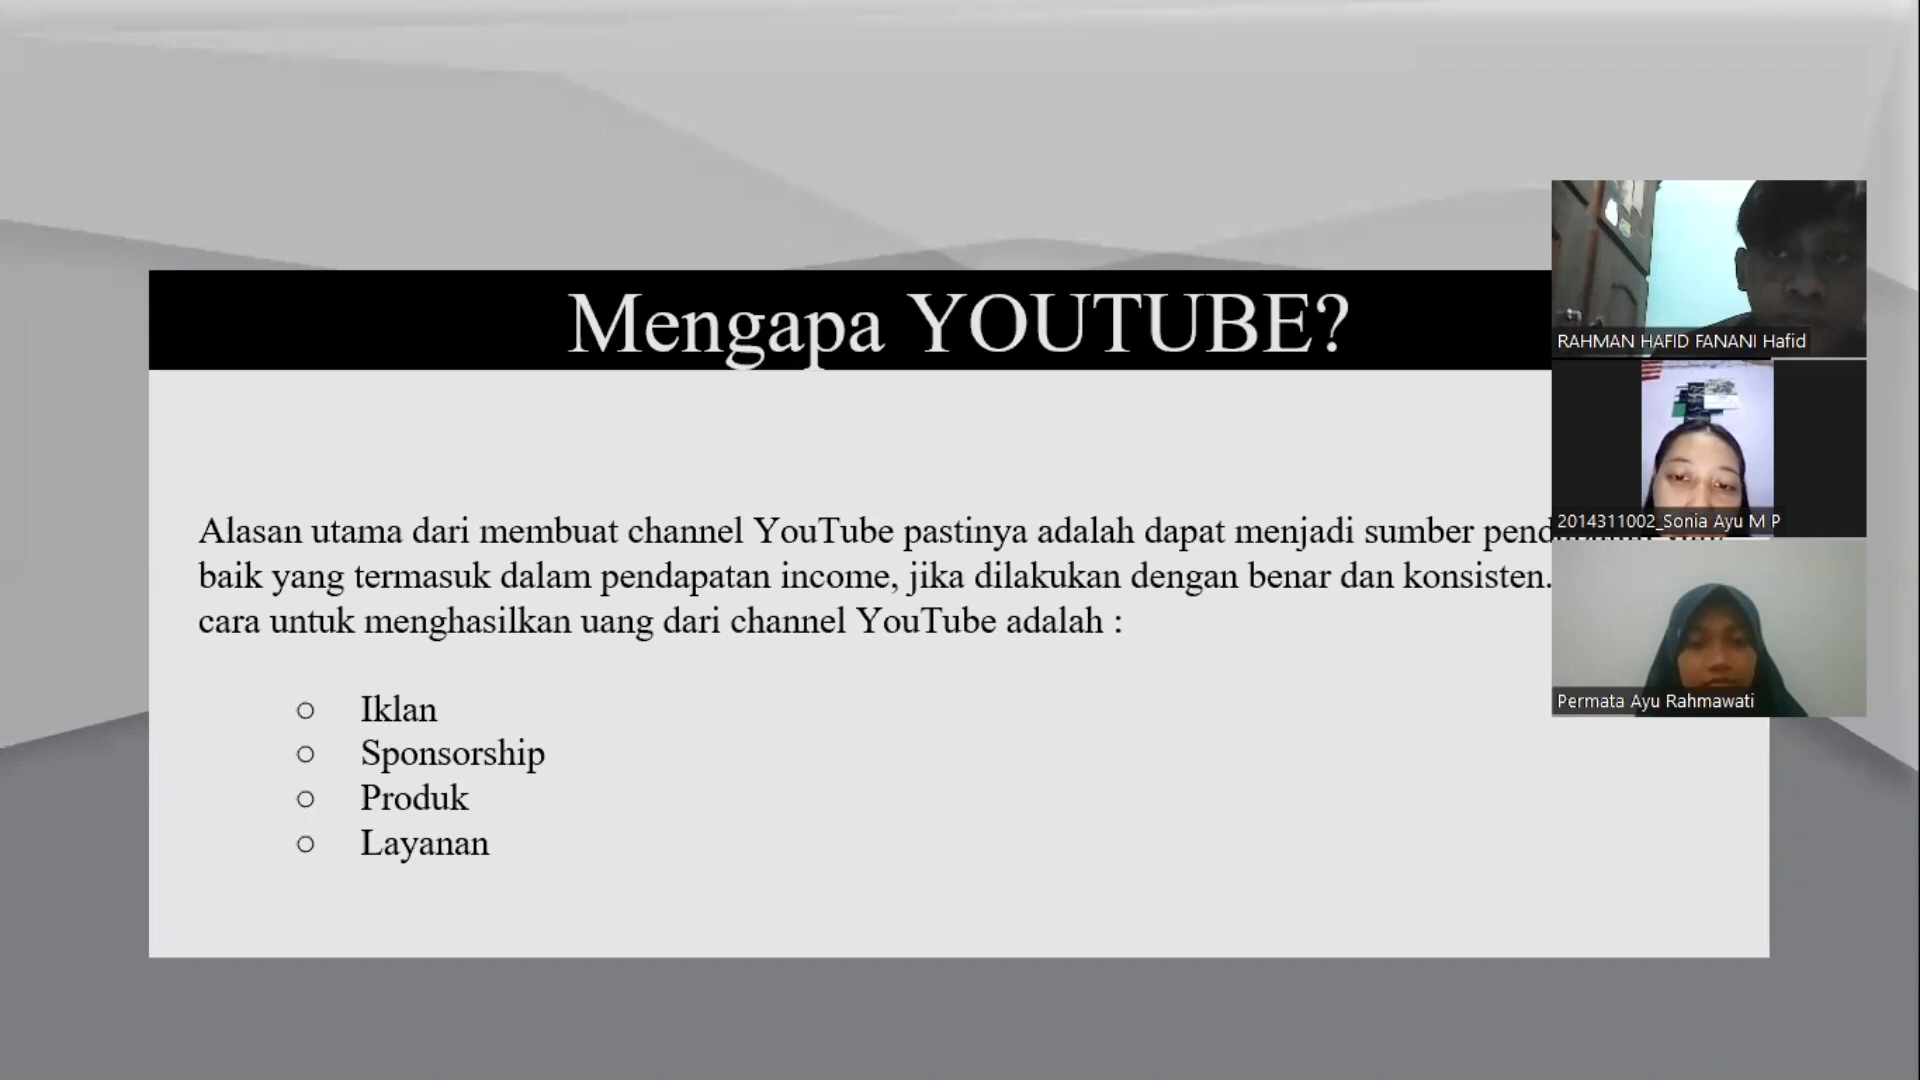 Mengapa YOUTUBE?
Alasan utama dari membuat channel YouTube pastinya adalah dapat menjadi sumber
baik yang termasuk dalam pendapatan income, jika dilakukan dengan benar dan konsisten.
cara untuk menghasilkan uang dari channel YouTube adalah :
○ Iklan
○ Sponsorship
○ Produk
○ Layanan
RAHMAN HAFID FANANI Hafid
2014311002_Sonia Ayu M P
Permata Ayu Rahmawati